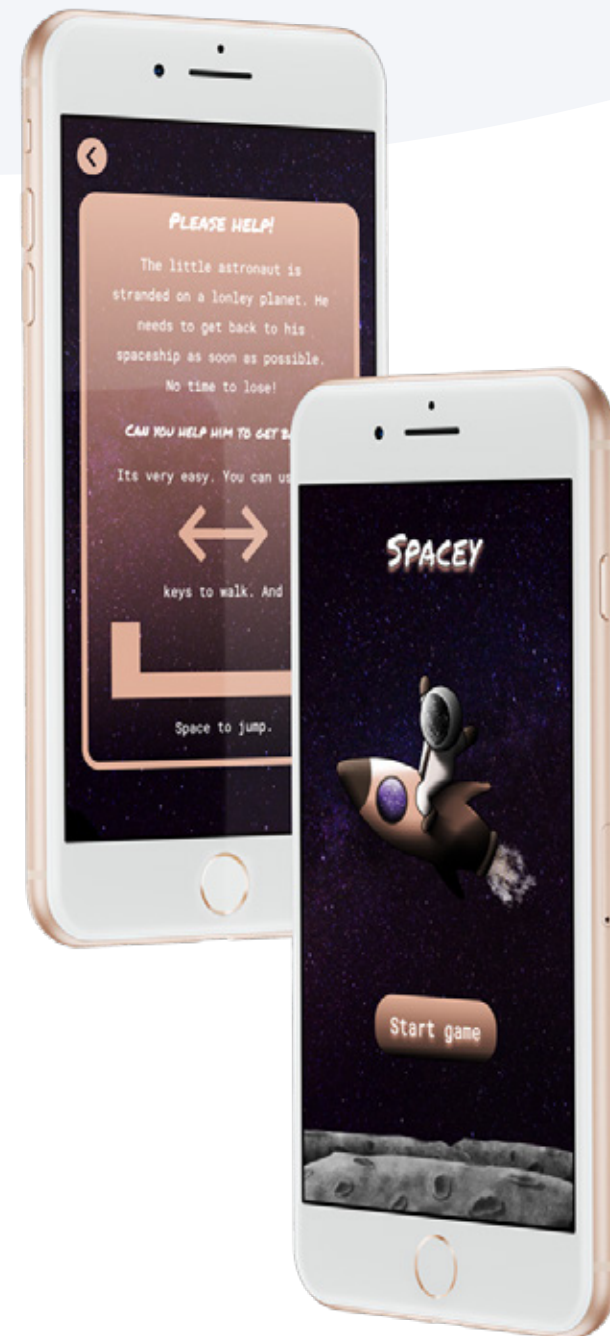 PLEASE HELP!
The little astronaut is
stranded on a lonley planet. He
needs to get back to his
spaceship as soon as possible.
No time to lose!
CAN YOU HELP HIM TO GET
Its very easy. You can
keys to walk. And
Space to jump.
SPACEY
Start game